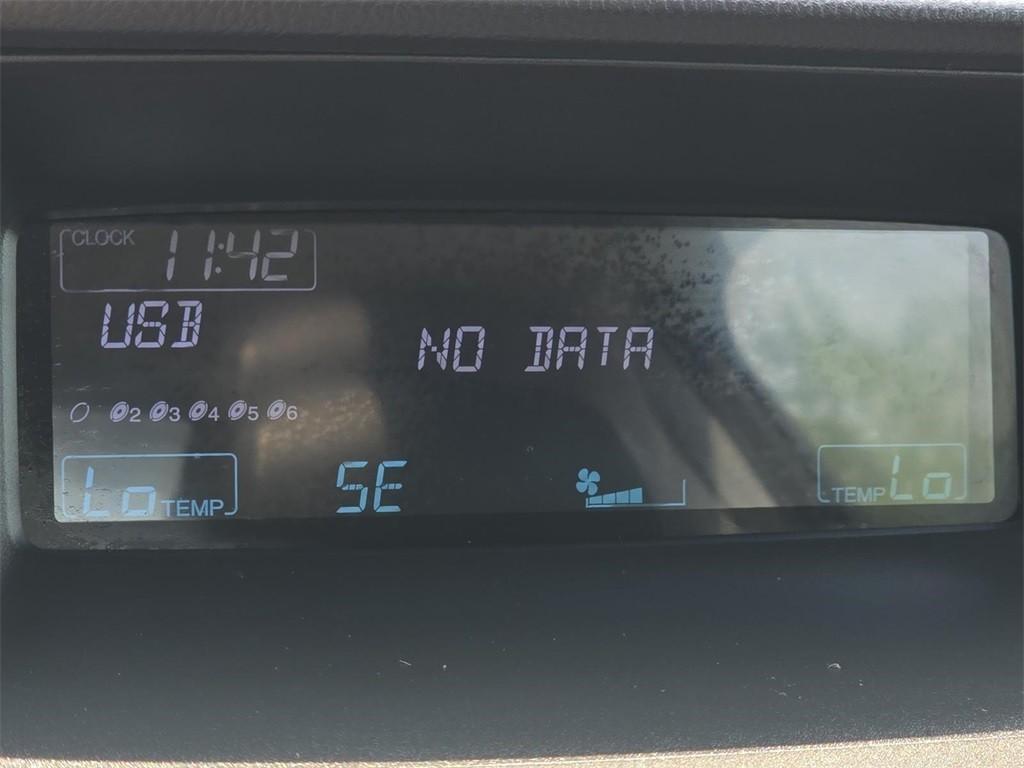 CLOCK 11:42
USB
NO DATA
2 3 4 5 6
Lo TEMP SE TEMP Lo